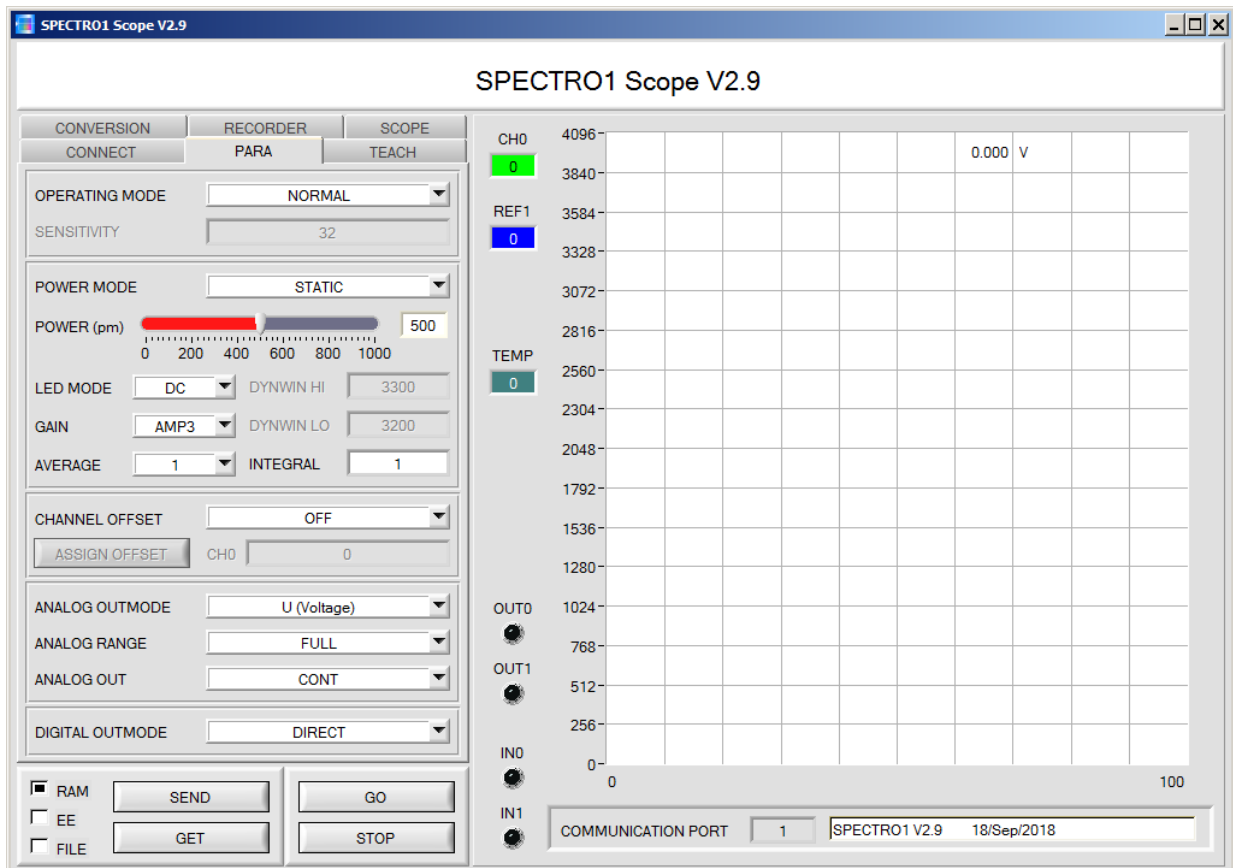 SPECTRO1 Scope V2.9
SPECTRO1 Scope V2.9
CONVERSION RECORDER SCOPE
CONNECT PARA TEACH
OPERATING MODE NORMAL
SENSITIVITY 32
POWER MODE STATIC
POWER (pm) 500
0 200 400 600 800 1000
LED MODE DC DYNWIN HI 3300
GAIN AMP3 DYNWIN LO 3200
AVERAGE 1 INTEGRAL 1
CHANNEL OFFSET OFF
ASSIGN OFFSET CH0 0
ANALOG OUTMODE U (Voltage)
ANALOG RANGE FULL
ANALOG OUT CONT
DIGITAL OUTMODE DIRECT
RAM
EE
FILE
SEND
GET
GO
STOP
CH0
0
REF1
0
TEMP
0
OUT0
OUT1
IN0
IN1
4096
3840
3584
3328
3072
2816
2560
2304
2048
1792
1536
1280
1024
768
512
256
0
0.000 V
0 100
COMMUNICATION PORT 1 SPECTRO1 V2.9 18/Sep/2018